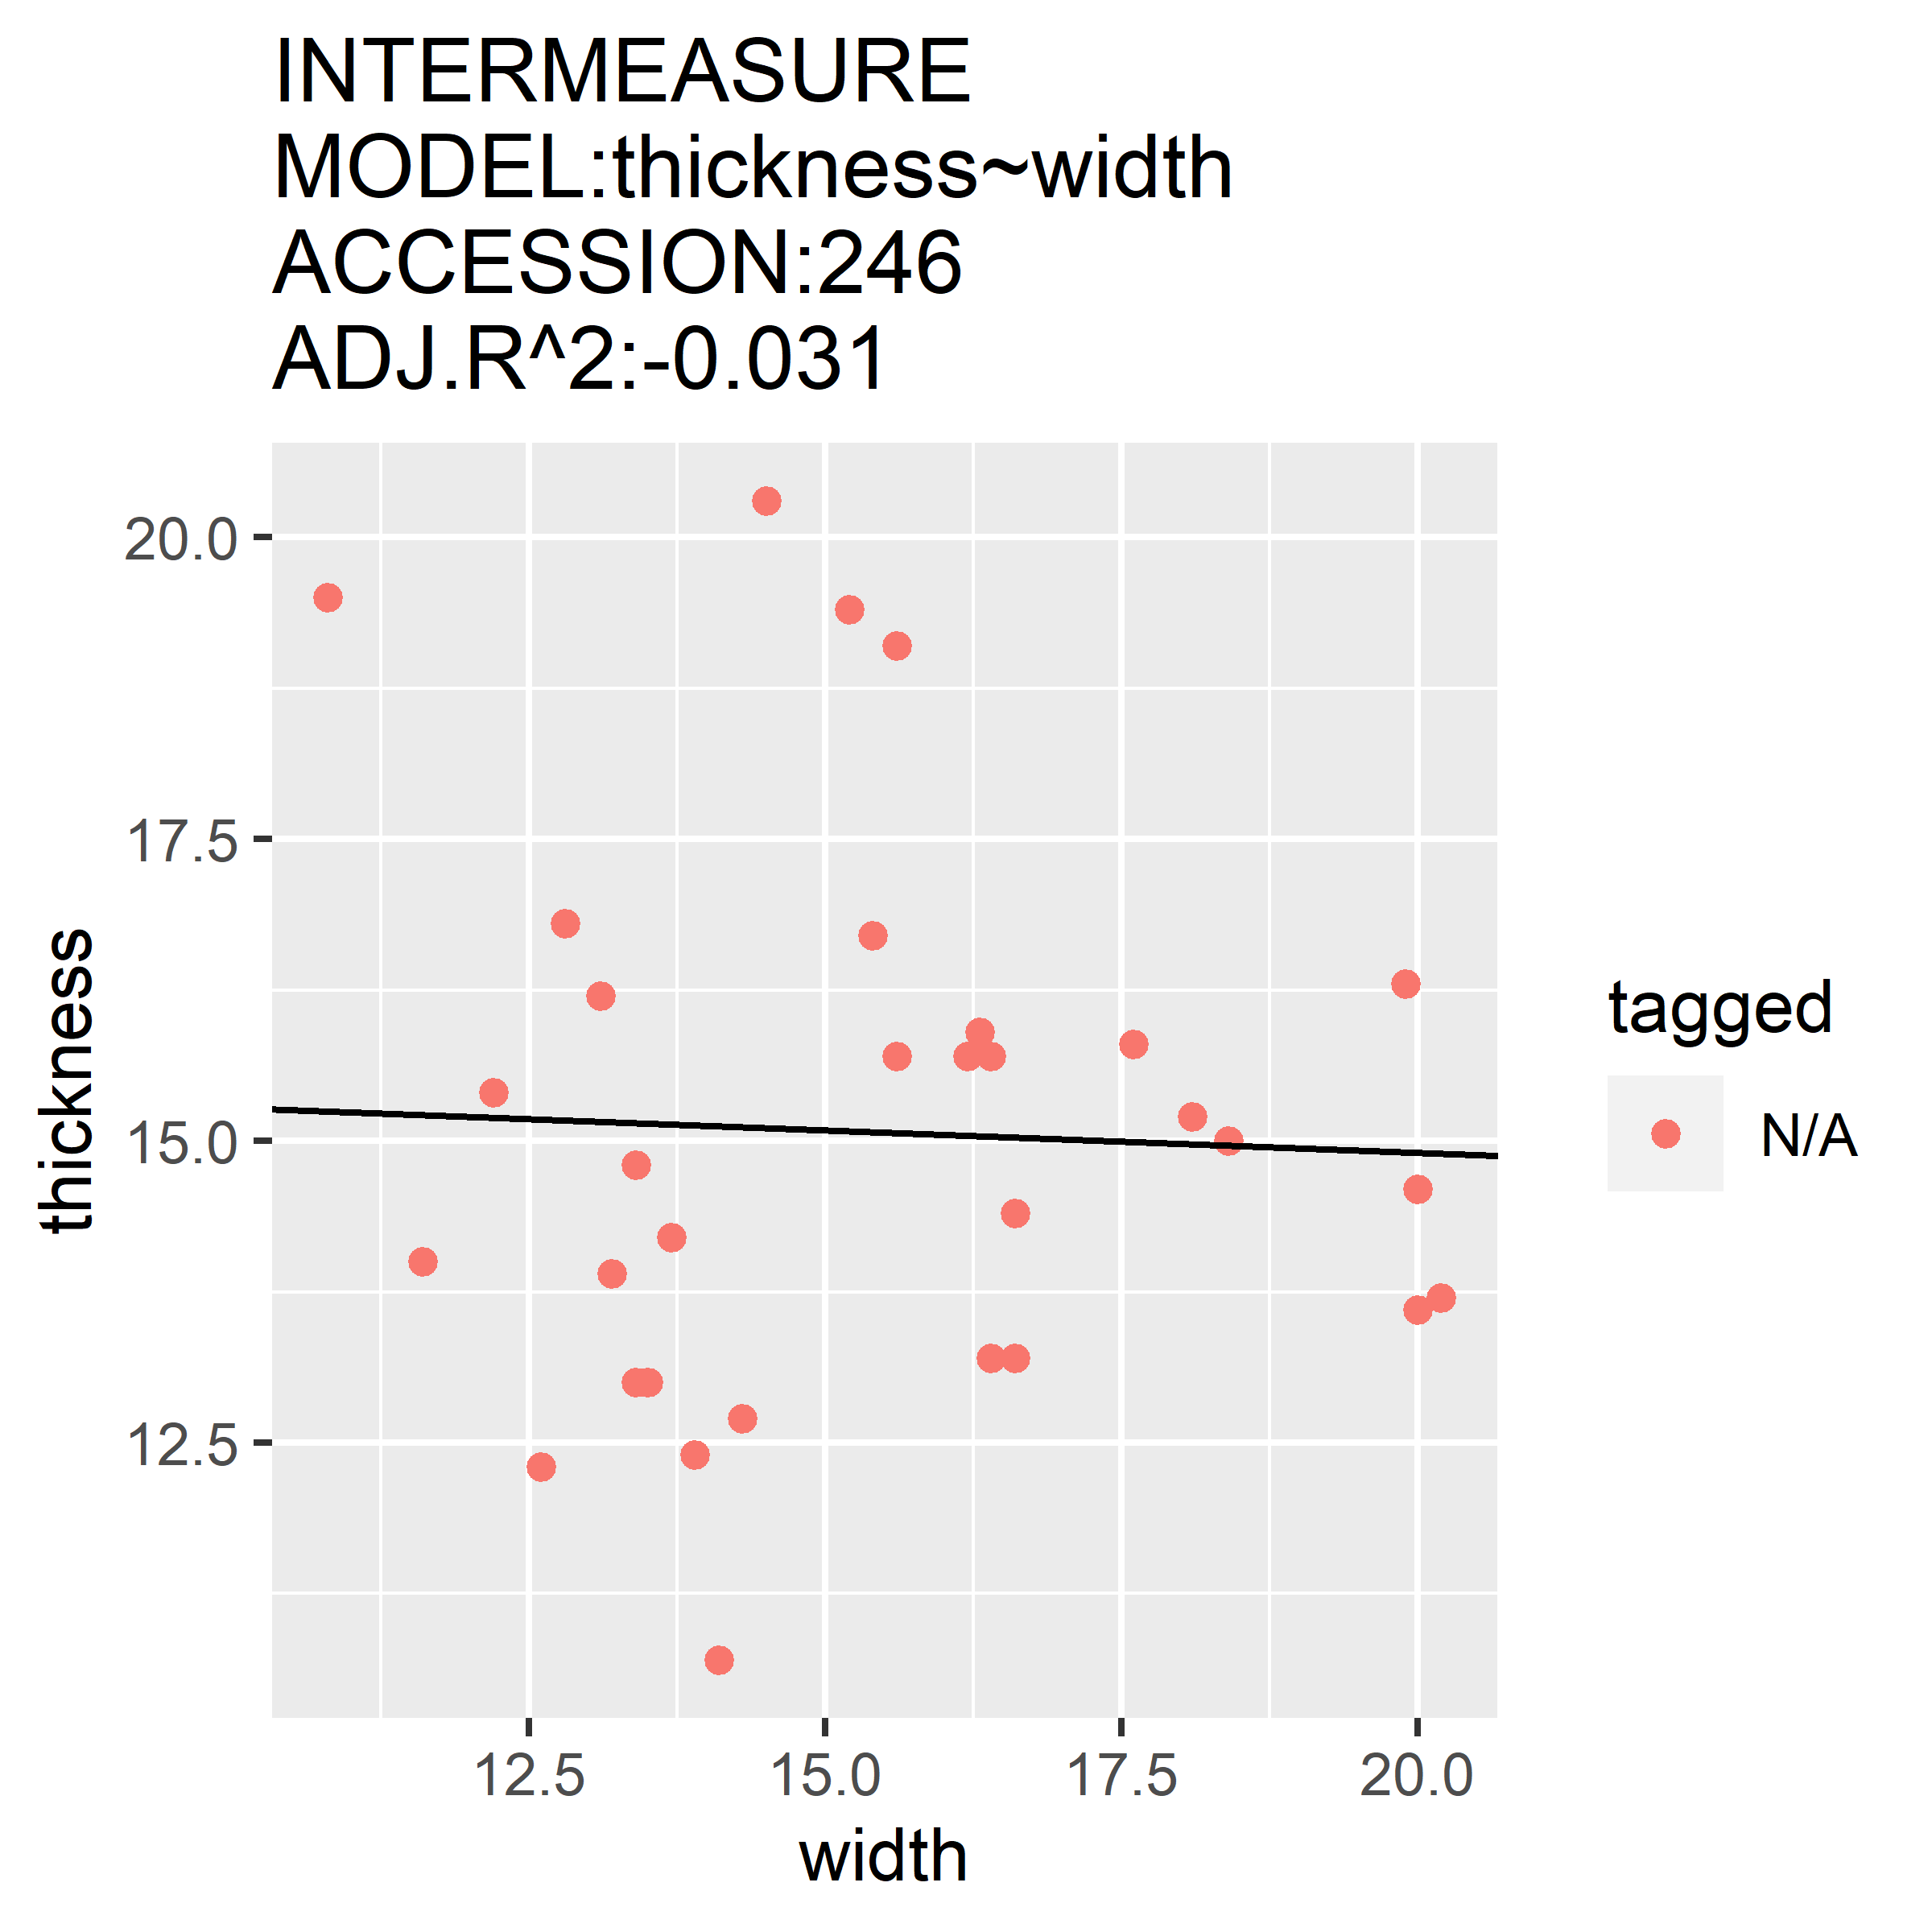 INTERMEASURE
MODEL:thickness~width
ACCESSION:246
ADJ.R^2:-0.031
20.0
17.5
15.0
12.5
thickness
12.5
15.0
17.5
20.0
width
tagged
N/A